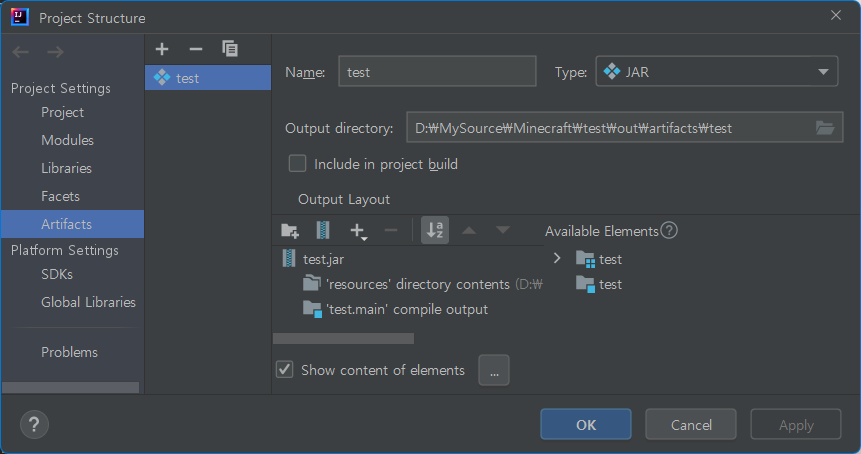 Project Structure
Project Settings
Project
Modules
Libraries
Facets
Artifacts
Platform Settings
SDKs
Global Libraries
Problems
test
Name: test Type: JAR
Output directory: D:₩MySource₩Minecraft₩test₩out₩artifacts₩test
Include in project build
Output Layout
Available Elements
test.jar
'resources' directory contents (D:₩
'test.main' compile output
test
test
Show content of elements ...
OK Cancel Apply